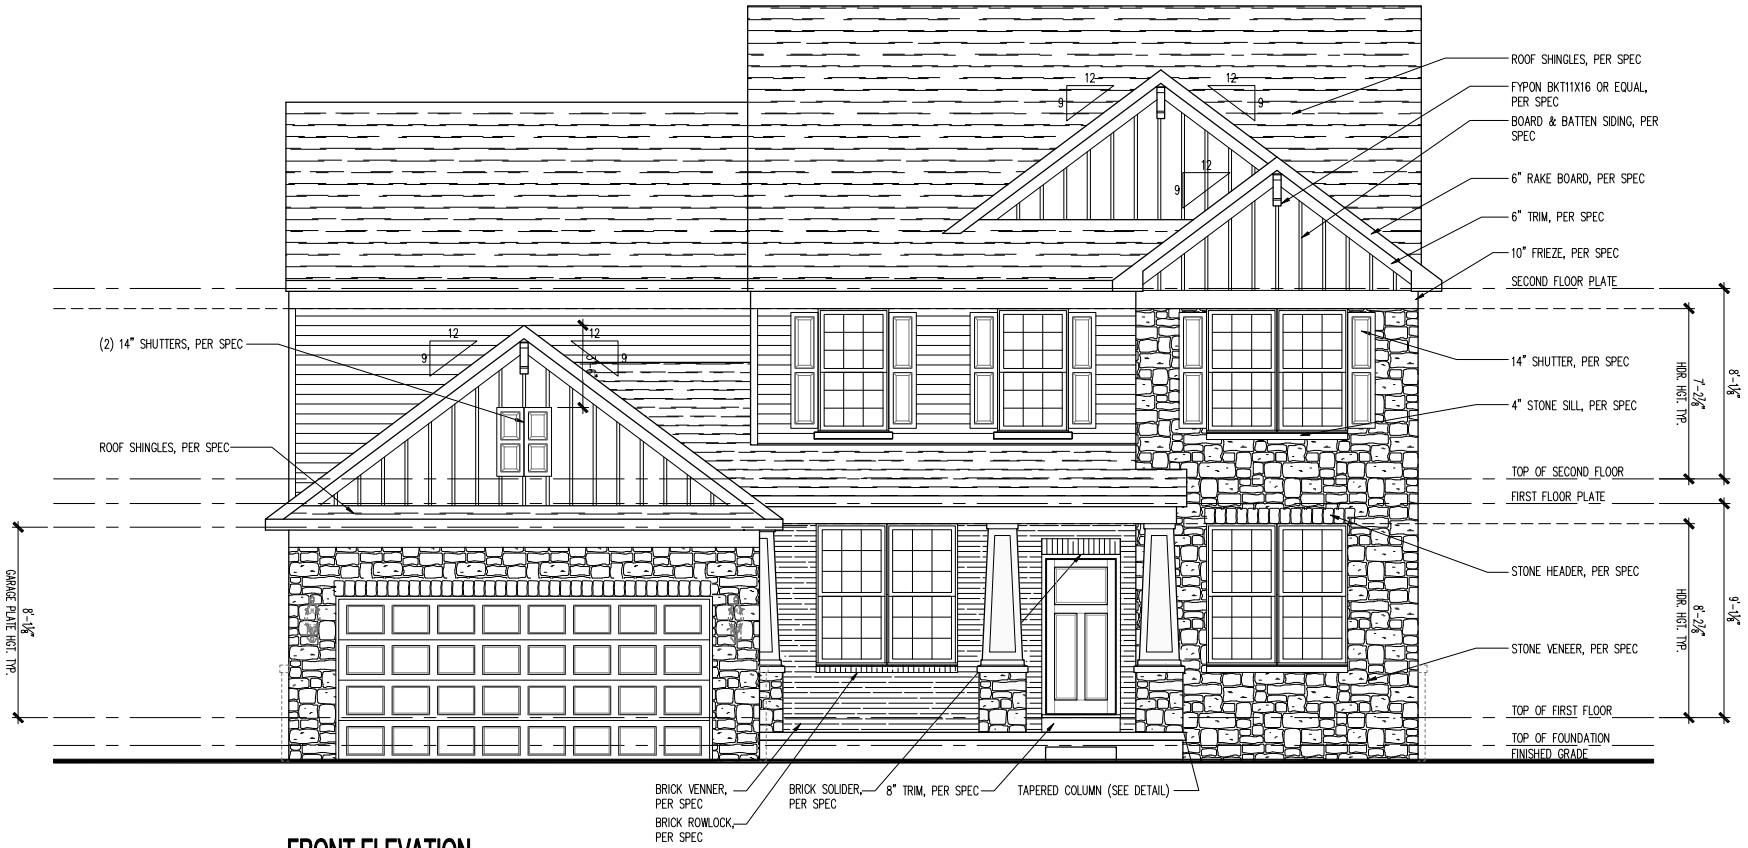 ROOF SHINGLES, PER SPEC
FYPON BKT11X16 OR EQUAL,
PER SPEC
BOARD & BATTEN SIDING, PER
SPEC
6" RAKE BOARD, PER SPEC
6" TRIM, PER SPEC
10" FRIEZE, PER SPEC
SECOND FLOOR PLATE
14" SHUTTER, PER SPEC
4" STONE SILL, PER SPEC
TOP OF SECOND FLOOR
FIRST FLOOR PLATE
STONE HEADER, PER SPEC
STONE VENEER, PER SPEC
TOP OF FIRST FLOOR
TOP OF FOUNDATION
FINISHED GRADE
8'-1⅛"
7'-2⅞"
HDR. HGT. TYP.
9'-1⅛"
8'-2⅞"
HDR. HGT. TYP.
12
9
12
9
12
9
12
9
12
9
(2) 14" SHUTTERS, PER SPEC
ROOF SHINGLES, PER SPEC
8'-1⅛"
GARAGE PLATE HGT. TYP.
BRICK VENNER,
PER SPEC
BRICK ROWLOCK,
PER SPEC
BRICK SOLIDER,
PER SPEC
8" TRIM, PER SPEC
TAPERED COLUMN (SEE DETAIL)
FRONT ELEVATION